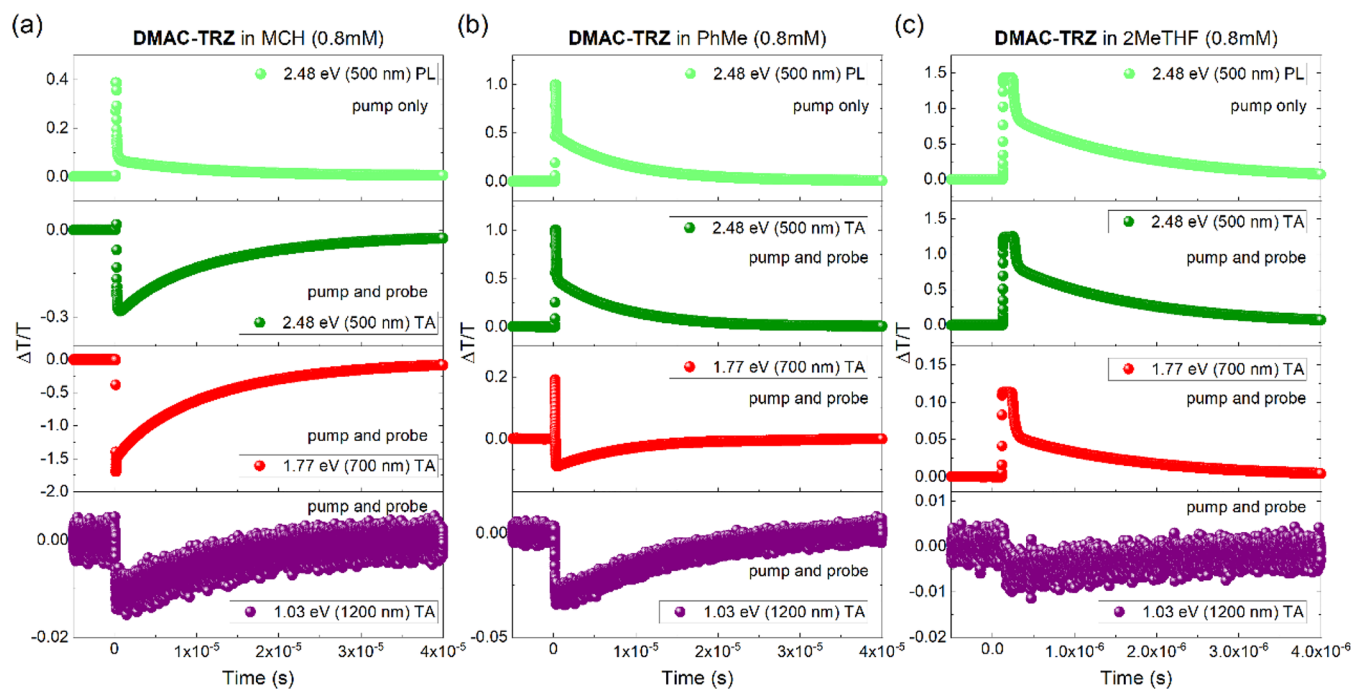 (a)
DMAC-TRZ in MCH (0.8mM)
0.4
0.2
0.0
2.48 eV (500 nm) PL
pump only
0.0
-0.3
pump and probe
2.48 eV (500 nm) TA
ΔT/T
0.0
-0.5
-1.0
-1.5
-2.0
pump and probe
1.77 eV (700 nm) TA
pump and probe
0.00
-0.02
1.03 eV (1200 nm) TA
0
1x10-5
2x10-5
3x10-5
4x10-5
Time (s)
(b)
DMAC-TRZ in PhMe (0.8mM)
1.0
0.5
0.0
2.48 eV (500 nm) PL
pump only
1.0
0.5
0.0
2.48 eV (500 nm) TA
pump and probe
ΔT/T
0.2
0.0
1.77 eV (700 nm) TA
pump and probe
0.00
-0.05
pump and probe
1.03 eV (1200 nm) TA
0
1x10-5
2x10-5
3x10-5
4x10-5
Time (s)
(c)
DMAC-TRZ in 2MeTHF (0.8mM)
1.5
1.0
0.5
0.0
2.48 eV (500 nm) PL
pump only
1.25
1.00
0.75
0.50
0.25
0.00
2.48 eV (500 nm) TA
pump and probe
ΔT/T
0.15
0.10
0.05
0.00
1.77 eV (700 nm) TA
pump and probe
0.01
0.00
-0.01
-0.02
pump and probe
1.03 eV (1200 nm) TA
0.0
1.0x10-6
2.0x10-6
3.0x10-6
4.0x10-6
Time (s)